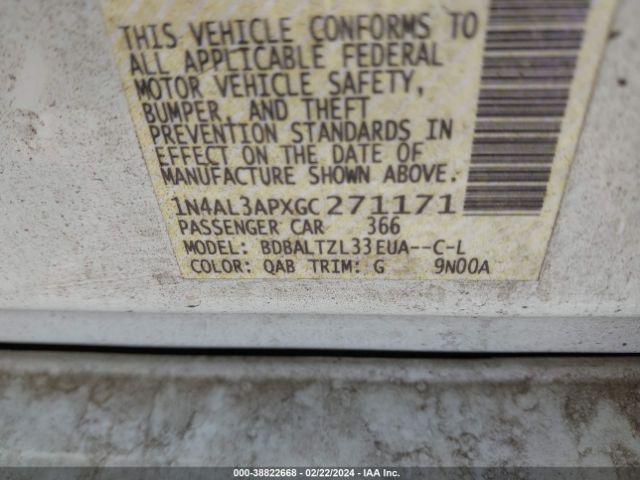 THIS VEHICLE CONFORMS TO
ALL APPLICABLE FEDERAL
MOTOR VEHICLE SAFETY,
BUMPER, AND THEFT
PREVENTION STANDARDS IN
EFFECT ON THE DATE OF
MANUFACTURE SHOWN ABOVE.
1N4AL3APXGC271171
PASSENGER CAR 366
MODEL: BDBALTZL33EUA--C-L
COLOR: QAB TRIM: G 9N00A
000-38822668 - 02/22/2024 - IAA Inc.